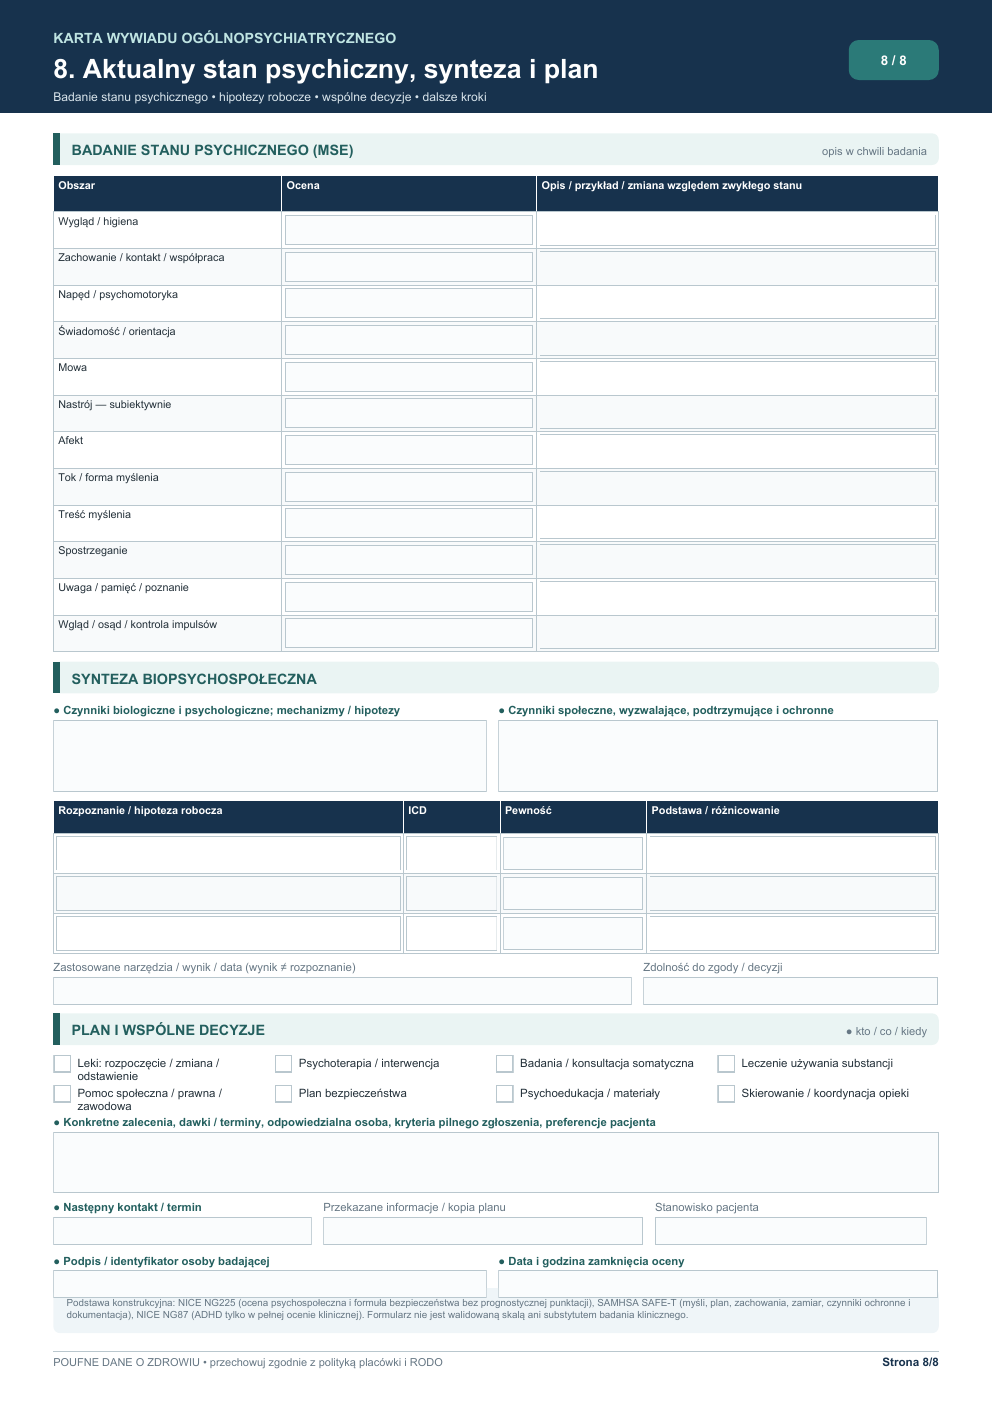 KARTA WYWIADU OGÓLNOPSYCHIATRYCZNEGO
8. Aktualny stan psychiczny, synteza i plan
8 / 8
Badanie stanu psychicznego • hipotezy robocze • wspólne decyzje • dalsze kroki
BADANIE STANU PSYCHICZNEGO (MSE)
opis w chwili badania
Obszar
Ocena
Opis / przykład / zmiana względem zwykłego stanu
Wygląd / higiena
Zachowanie / kontakt / współpraca
Napęd / psychomotoryka
Świadomość / orientacja
Mowa
Nastrój — subiektywnie
Afekt
Tok / forma myślenia
Treść myślenia
Spostrzeganie
Uwaga / pamięć / poznanie
Wgląd / osąd / kontrola impulsów
SYNTEZA BIOPSYCHOSPOŁECZNA
● Czynniki biologiczne i psychologiczne; mechanizmy / hipotezy
● Czynniki społeczne, wyzwalające, podtrzymujące i ochronne
Rozpoznanie / hipoteza robocza
ICD
Pewność
Podstawa / różnicowanie
Zastosowane narzędzia / wynik / data (wynik ≠ rozpoznanie)
Zdolność do zgody / decyzji
PLAN I WSPÓLNE DECYZJE
● kto / co / kiedy
Leki: rozpoczęcie / zmiana /
odstawienie
Psychoterapia / interwencja
Badania / konsultacja somatyczna
Leczenie używania substancji
Pomoc społeczna / prawna /
zawodowa
Plan bezpieczeństwa
Psychoedukacja / materiały
Skierowanie / koordynacja opieki
● Konkretne zalecenia, dawki / terminy, odpowiedzialna osoba, kryteria pilnego zgłoszenia, preferencje pacjenta
● Następny kontakt / termin
Przekazane informacje / kopia planu
Stanowisko pacjenta
● Podpis / identyfikator osoby badającej
● Data i godzina zamknięcia oceny
Podstawa konstrukcyjna: NICE NG225 (ocena psychospołeczna i formuła bezpieczeństwa bez prognostycznej punktacji), SAMHSA SAFE-T (myśli, plan, zachowania, zamiar, czynniki ochronne i
dokumentacja), NICE NG87 (ADHD tylko w pełnej ocenie klinicznej). Formularz nie jest walidowaną skalą ani substytutem badania klinicznego.
POUFNE DANE O ZDROWIU • przechowuj zgodnie z polityką placówki i RODO
Strona 8/8